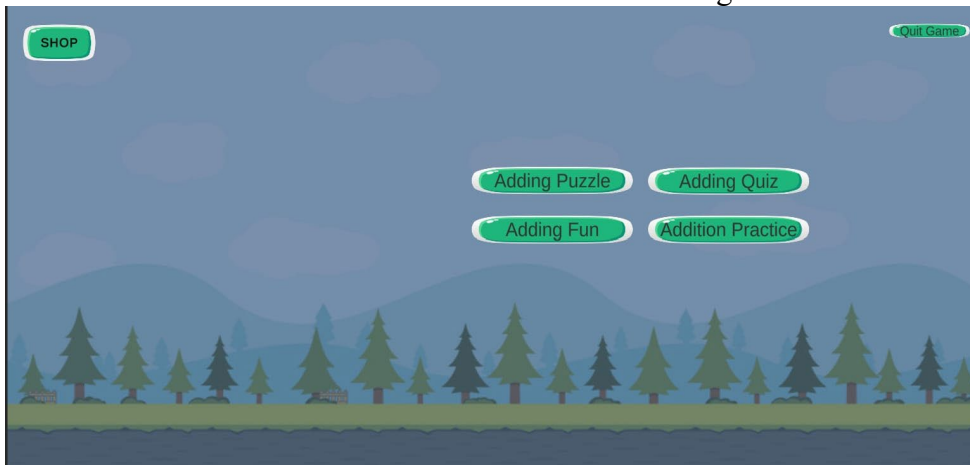 SHOP
Quit Game
Adding Puzzle
Adding Quiz
Adding Fun
Addition Practice